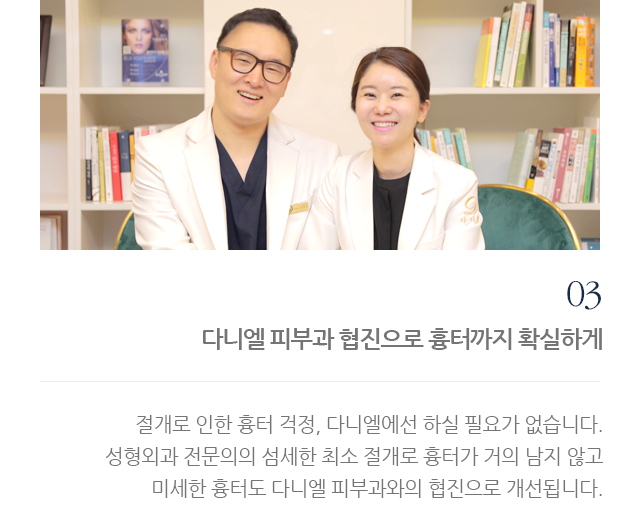 03
다니엘 피부과 협진으로 흉터까지 확실하게
절개로 인한 흉터 걱정, 다니엘에선 하실 필요가 없습니다.
성형외과 전문의의 섬세한 최소 절개로 흉터가 거의 남지 않고
미세한 흉터도 다니엘 피부과와의 협진으로 개선됩니다.